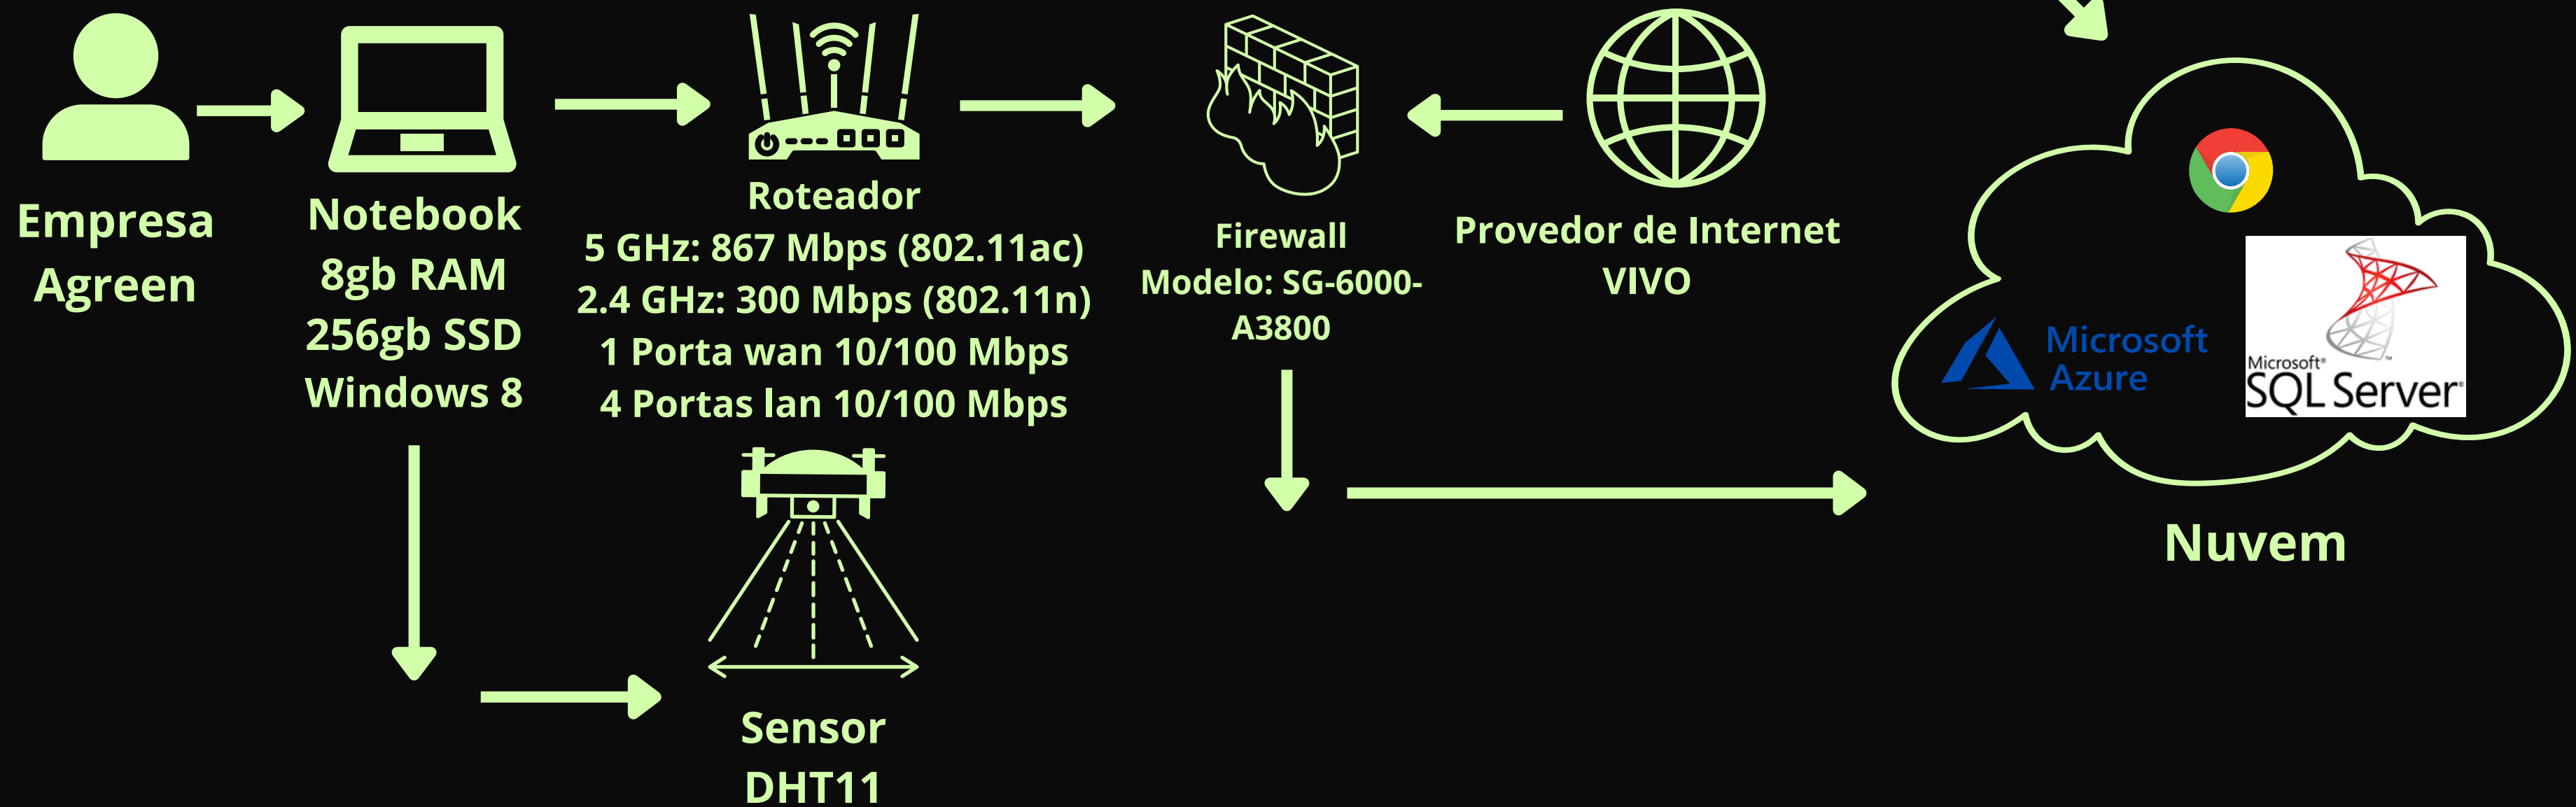 Empresa
Agreen
Notebook
8gb RAM
256gb SSD
Windows 8
Roteador
5 GHz: 867 Mbps (802.11ac)
2.4 GHz: 300 Mbps (802.11n)
1 Porta wan 10/100 Mbps
4 Portas lan 10/100 Mbps
Sensor
DHT11
Firewall
Modelo: SG-6000-
A3800
Provedor de Internet
VIVO
Microsoft
Azure
Microsoft®
SQL Server®
Nuvem